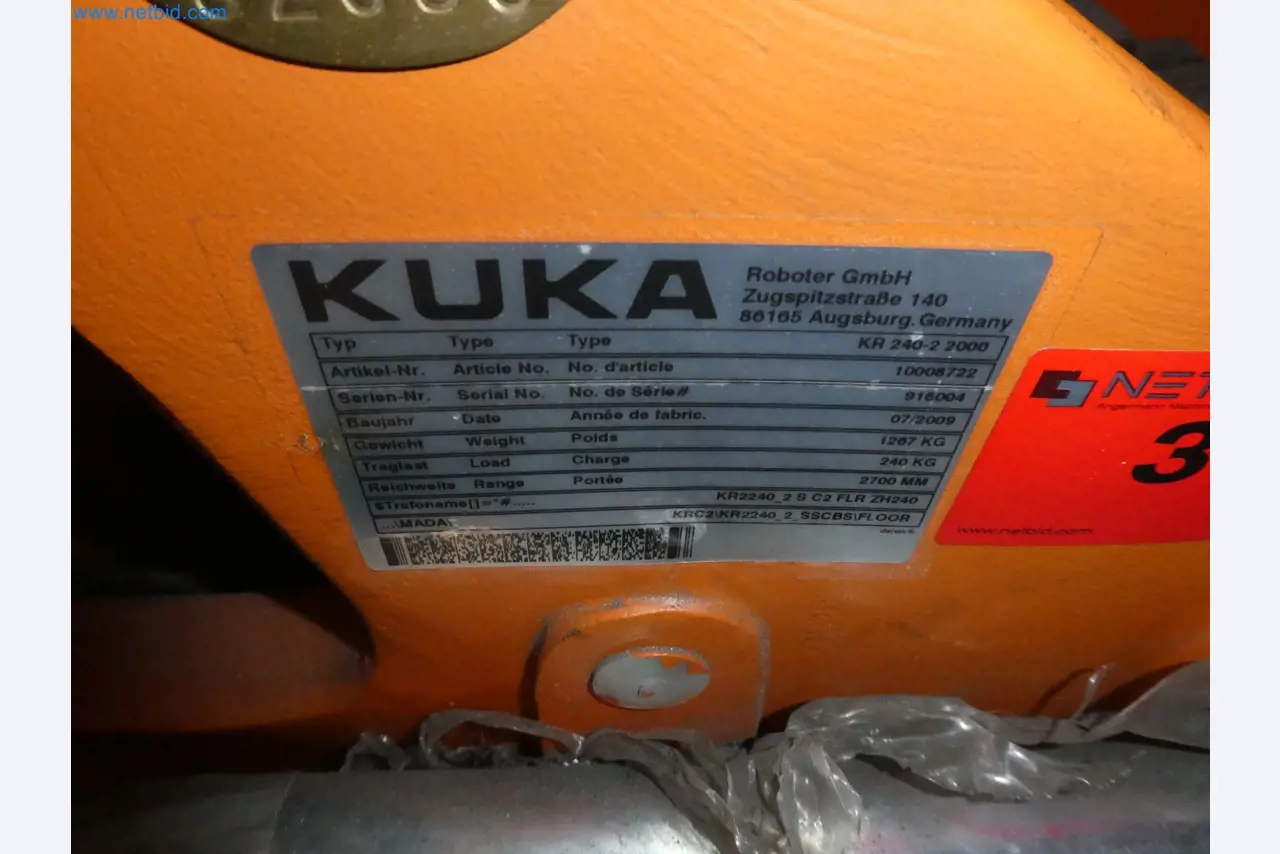 www.netbid.com
KUKA
Roboter GmbH
Zugspitzstraße 140
86165 Augsburg, Germany
Typ Type Type KR 240-2 2000
Artikel-Nr. Article No. No. d'article 10008722
Serien-Nr. Serial No. No. de Série# 916004
Baujahr Date Année de fabric. 07/2009
Gewicht Weight Poids 1267 KG
Traglast Load Charge 240 KG
Reichweite Range Portée 2700 MM
$Trafoname[]="#..... KR2240_2 S C2 FLR ZH240
...\MADA\ KRC2\KR2240_2_SSCBS\FLOOR
NET
3
www.netbid.com